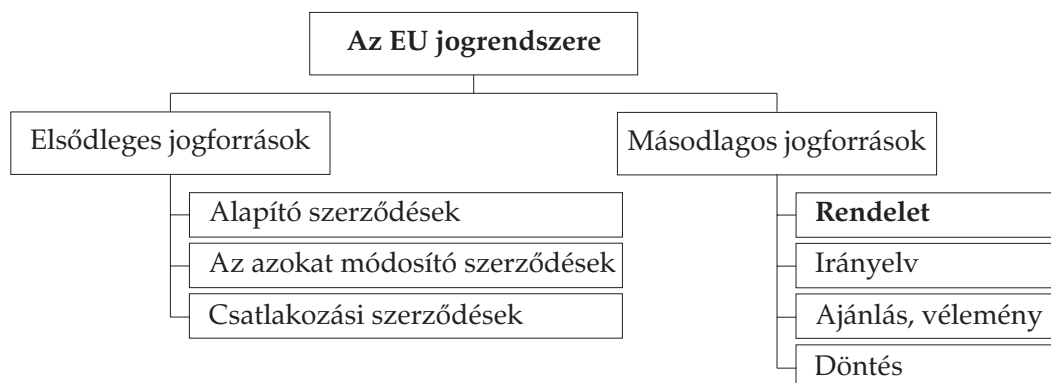 Az EU jogrendszere
Elsődleges jogforrások
Alapító szerződések
Az azokat módosító szerződések
Csatlakozási szerződések
Másodlagos jogforrások
Rendelet
Irányelv
Ajánlás, vélemény
Döntés